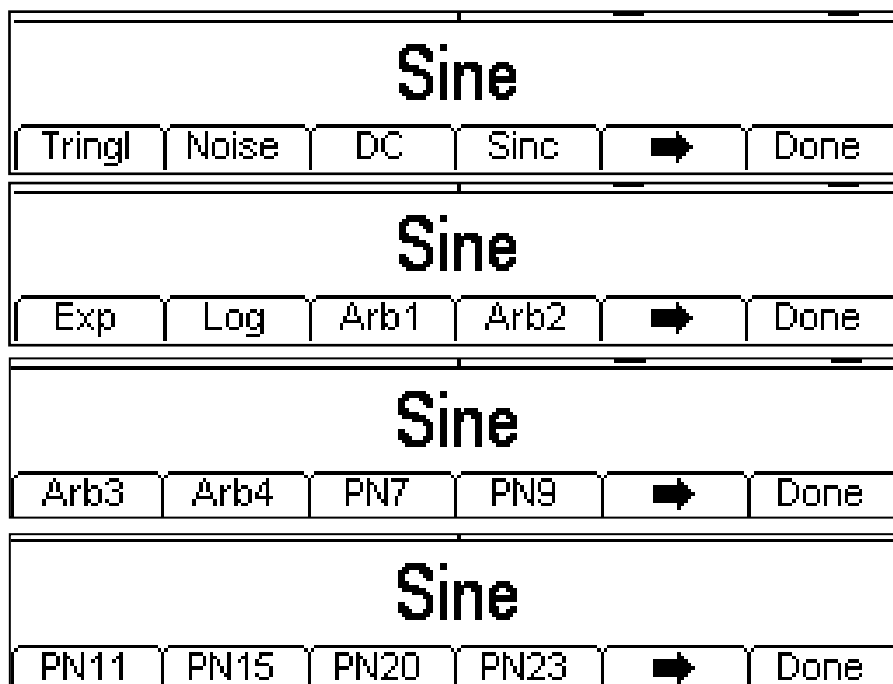 Sine
Tringl Noise DC Sinc Done
Sine
Exp Log Arb1 Arb2 Done
Sine
Arb3 Arb4 PN7 PN9 Done
Sine
PN11 PN15 PN20 PN23 Done